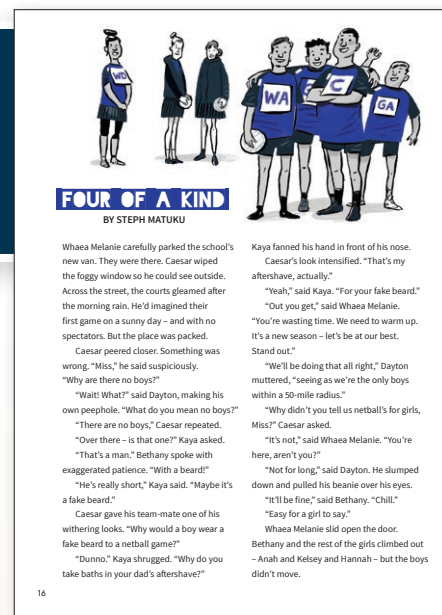 WD
WA
C
GA
FOUR OF A KIND
BY STEPH MATUKU
Whaea Melanie carefully parked the school's
new van. They were there. Caesar wiped
the foggy window so he could see outside.
Across the street, the courts gleamed after
the morning rain. He'd imagined their
first game on a sunny day – and with no
spectators. But the place was packed.
Caesar peered closer. Something was
wrong. "Miss," he said suspiciously.
"Why are there no boys?"
"Wait! What?" said Dayton, making his
own peephole. "What do you mean no boys?"
"There are no boys," Caesar repeated.
"Over there – is that one?" Kaya asked.
"That's a man." Bethany spoke with
exaggerated patience. "With a beard!"
"He's really short," Kaya said. "Maybe it's
a fake beard."
Caesar gave his team-mate one of his
withering looks. "Why would a boy wear a
fake beard to a netball game?"
"Dunno." Kaya shrugged. "Why do you
take baths in your dad's aftershave?"
Kaya fanned his hand in front of his nose.
Caesar's look intensified. "That's my
aftershave, actually."
"Yeah," said Kaya. "For your fake beard."
"Out you get," said Whaea Melanie.
"You're wasting time. We need to warm up.
It's a new season – let's be at our best.
Stand out."
"We'll be doing that all right," Dayton
muttered, "seeing as we're the only boys
within a 50-mile radius."
"Why didn't you tell us netball's for girls,
Miss?" Caesar asked.
"It's not," said Whaea Melanie. "You're
here, aren't you?"
"Not for long," said Dayton. He slumped
down and pulled his beanie over his eyes.
"It'll be fine," said Bethany. "Chill."
"Easy for a girl to say."
Whaea Melanie slid open the door.
Bethany and the rest of the girls climbed out
– Anah and Kelsey and Hannah – but the boys
didn't move.
16